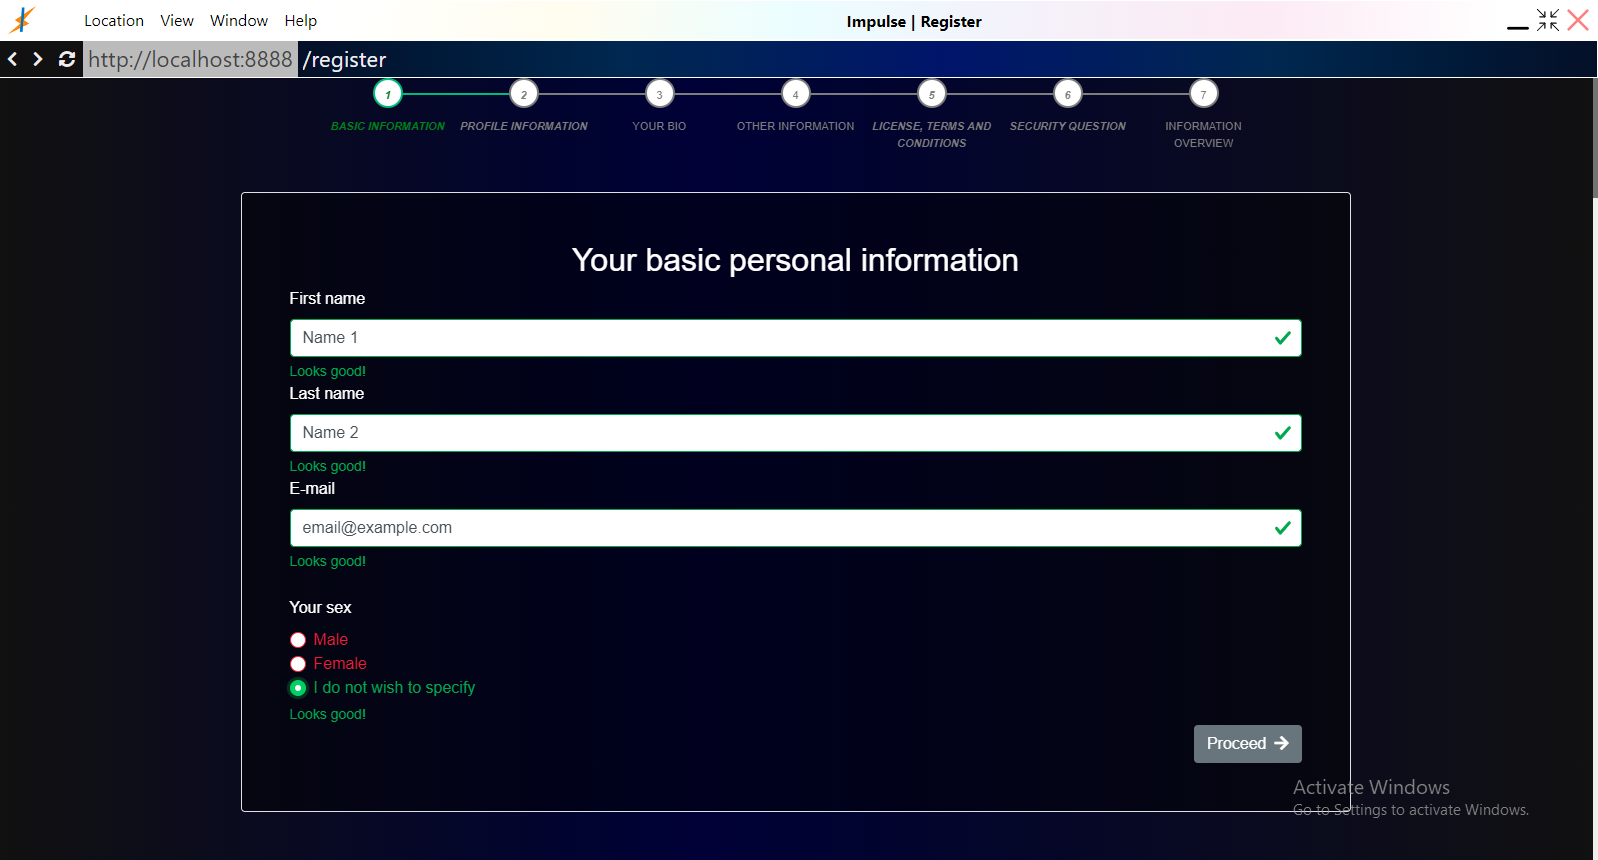 Location View Window Help
Impulse | Register
http://localhost:8888 /register
1 2 3 4 5 6 7
BASIC INFORMATION PROFILE INFORMATION YOUR BIO OTHER INFORMATION LICENSE, TERMS AND SECURITY QUESTION INFORMATION
CONDITIONS OVERVIEW
Your basic personal information
First name
Name 1
Looks good!
Last name
Name 2
Looks good!
E-mail
email@example.com
Looks good!
Your sex
Male
Female
I do not wish to specify
Looks good!
Proceed
Activate Windows
Go to Settings to activate Windows.